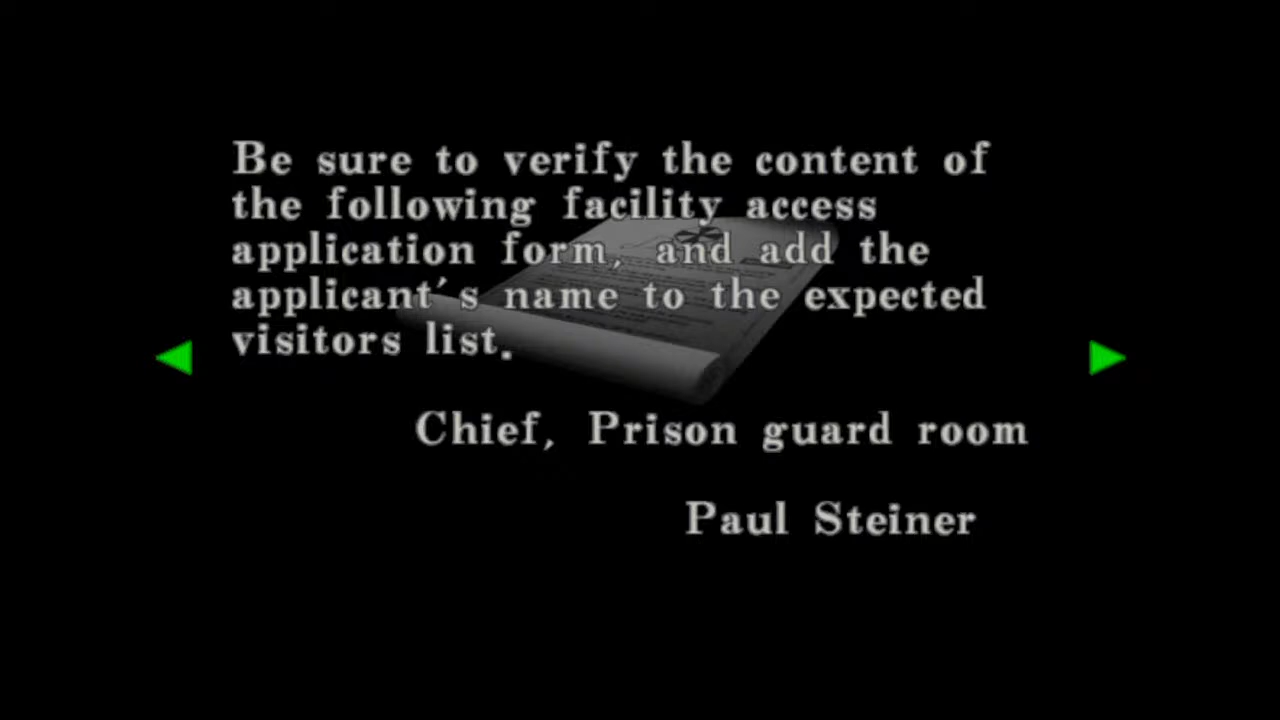 Be sure to verify the content of
the following facility access
application form, and add the
applicant's name to the expected
visitors list.
Chief, Prison guard room
Paul Steiner